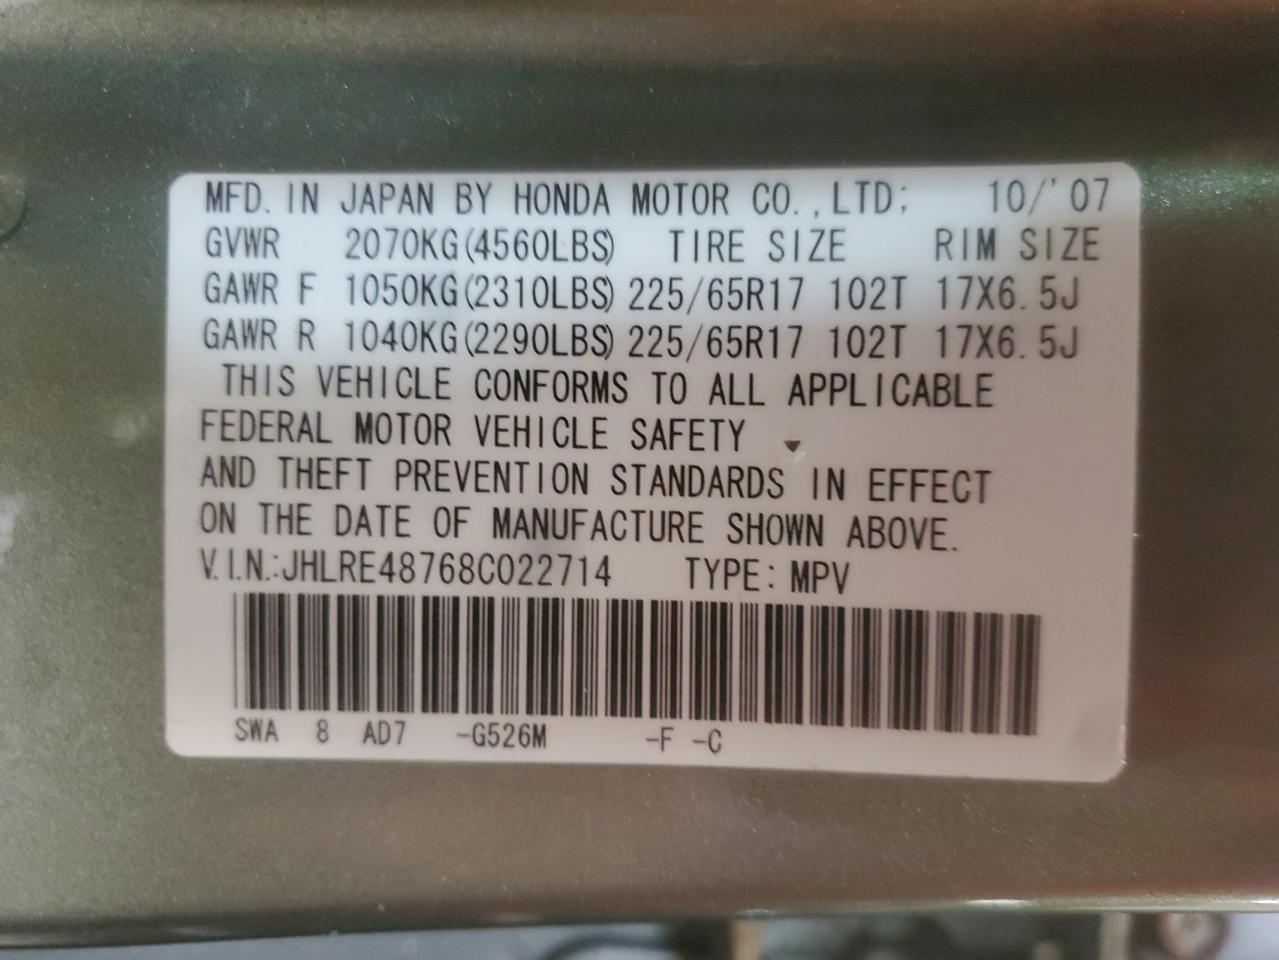 MFD. IN JAPAN BY HONDA MOTOR CO.,LTD; 10/'07
GVWR 2070KG(4560LBS) TIRE SIZE RIM SIZE
GAWR F 1050KG(2310LBS) 225/65R17 102T 17X6.5J
GAWR R 1040KG(2290LBS) 225/65R17 102T 17X6.5J
THIS VEHICLE CONFORMS TO ALL APPLICABLE
FEDERAL MOTOR VEHICLE SAFETY
AND THEFT PREVENTION STANDARDS IN EFFECT
ON THE DATE OF MANUFACTURE SHOWN ABOVE.
V.I.N.:JHLRE48768C022714 TYPE: MPV
SWA 8 AD7 -G526M -F -C